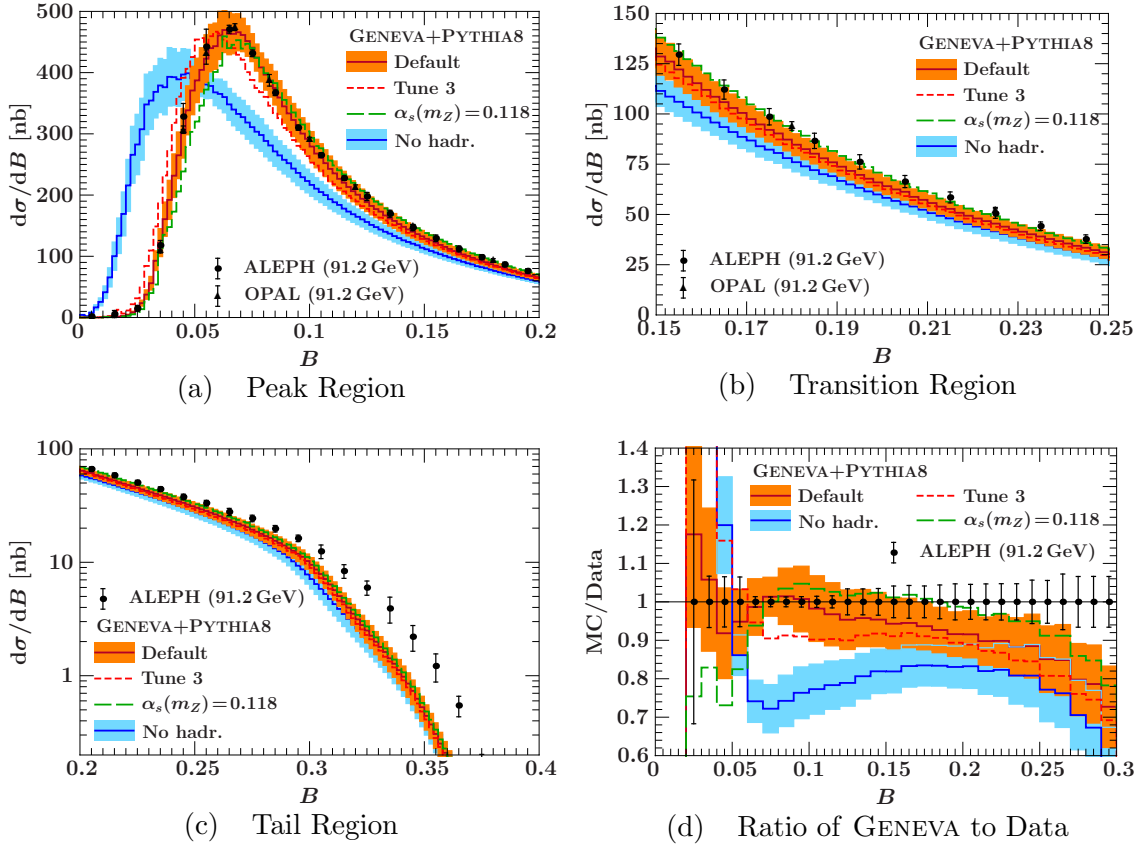 500
400
300
200
100
0
dσ/dB [nb]
GENEVA+PYTHIA8
Default
Tune 3
α_s(m_Z)=0.118
No hadr.
ALEPH (91.2 GeV)
OPAL (91.2 GeV)
0 0.05 0.1 0.15 0.2
B
(a) Peak Region
150
125
100
75
50
25
0
dσ/dB [nb]
GENEVA+PYTHIA8
Default
Tune 3
α_s(m_Z)=0.118
No hadr.
ALEPH (91.2 GeV)
OPAL (91.2 GeV)
0.15 0.17 0.19 0.21 0.23 0.25
B
(b) Transition Region
100
10
1
dσ/dB [nb]
ALEPH (91.2 GeV)
GENEVA+PYTHIA8
Default
Tune 3
α_s(m_Z)=0.118
No hadr.
0.2 0.25 0.3 0.35 0.4
B
(c) Tail Region
1.4
1.3
1.2
1.1
1
0.9
0.8
0.7
0.6
MC/Data
GENEVA+PYTHIA8
Default Tune 3
No hadr. α_s(m_Z)=0.118
ALEPH (91.2 GeV)
0 0.05 0.1 0.15 0.2 0.25 0.3
B
(d) Ratio of GENEVA to Data